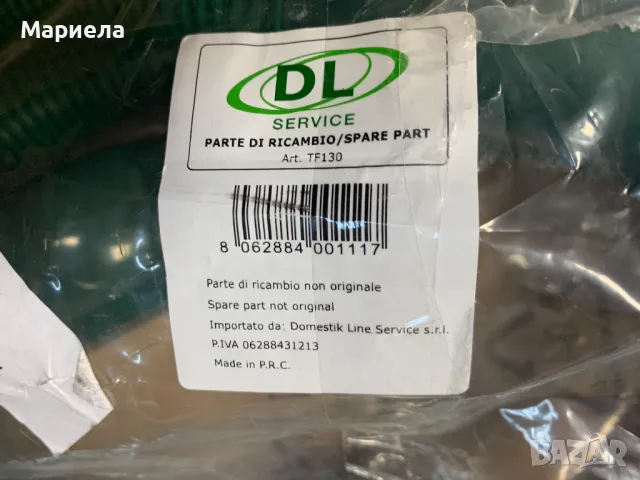 Мариела
DL
SERVICE
PARTE DI RICAMBIO/SPARE PART
Art. TF130
8 062884 001117
Parte di ricambio non originale
Spare part not original
Importato da: Domestik Line Service s.r.l.
P.IVA 06288431213
Made in P.R.C.
BAZAR